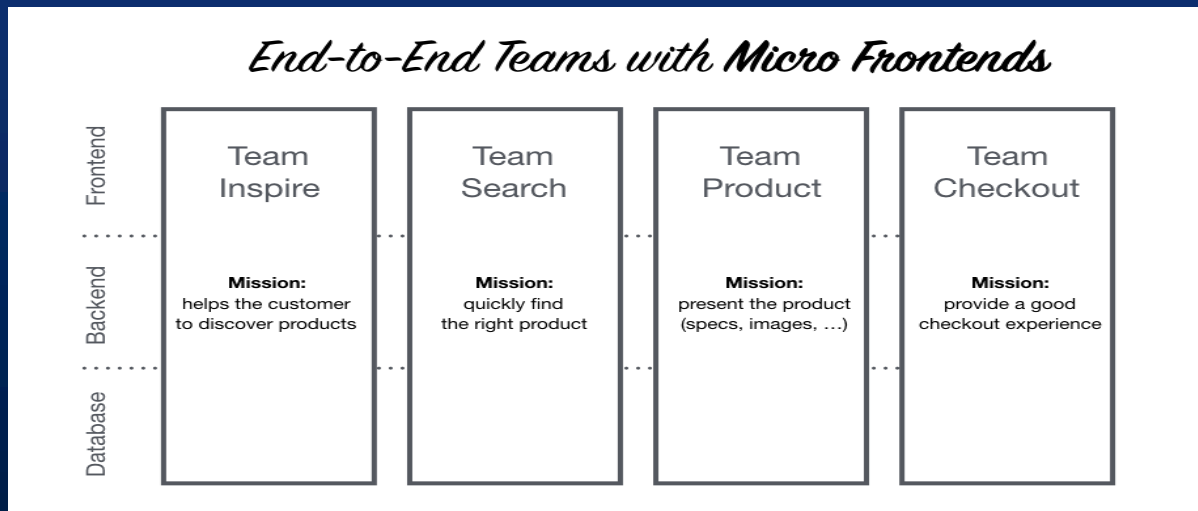 End-to-End Teams with Micro Frontends
Frontend
Team
Inspire
Team
Search
Team
Product
Team
Checkout
Backend
Mission:
helps the customer
to discover products
Mission:
quickly find
the right product
Mission:
present the product
(specs, images, ...)
Mission:
provide a good
checkout experience
Database